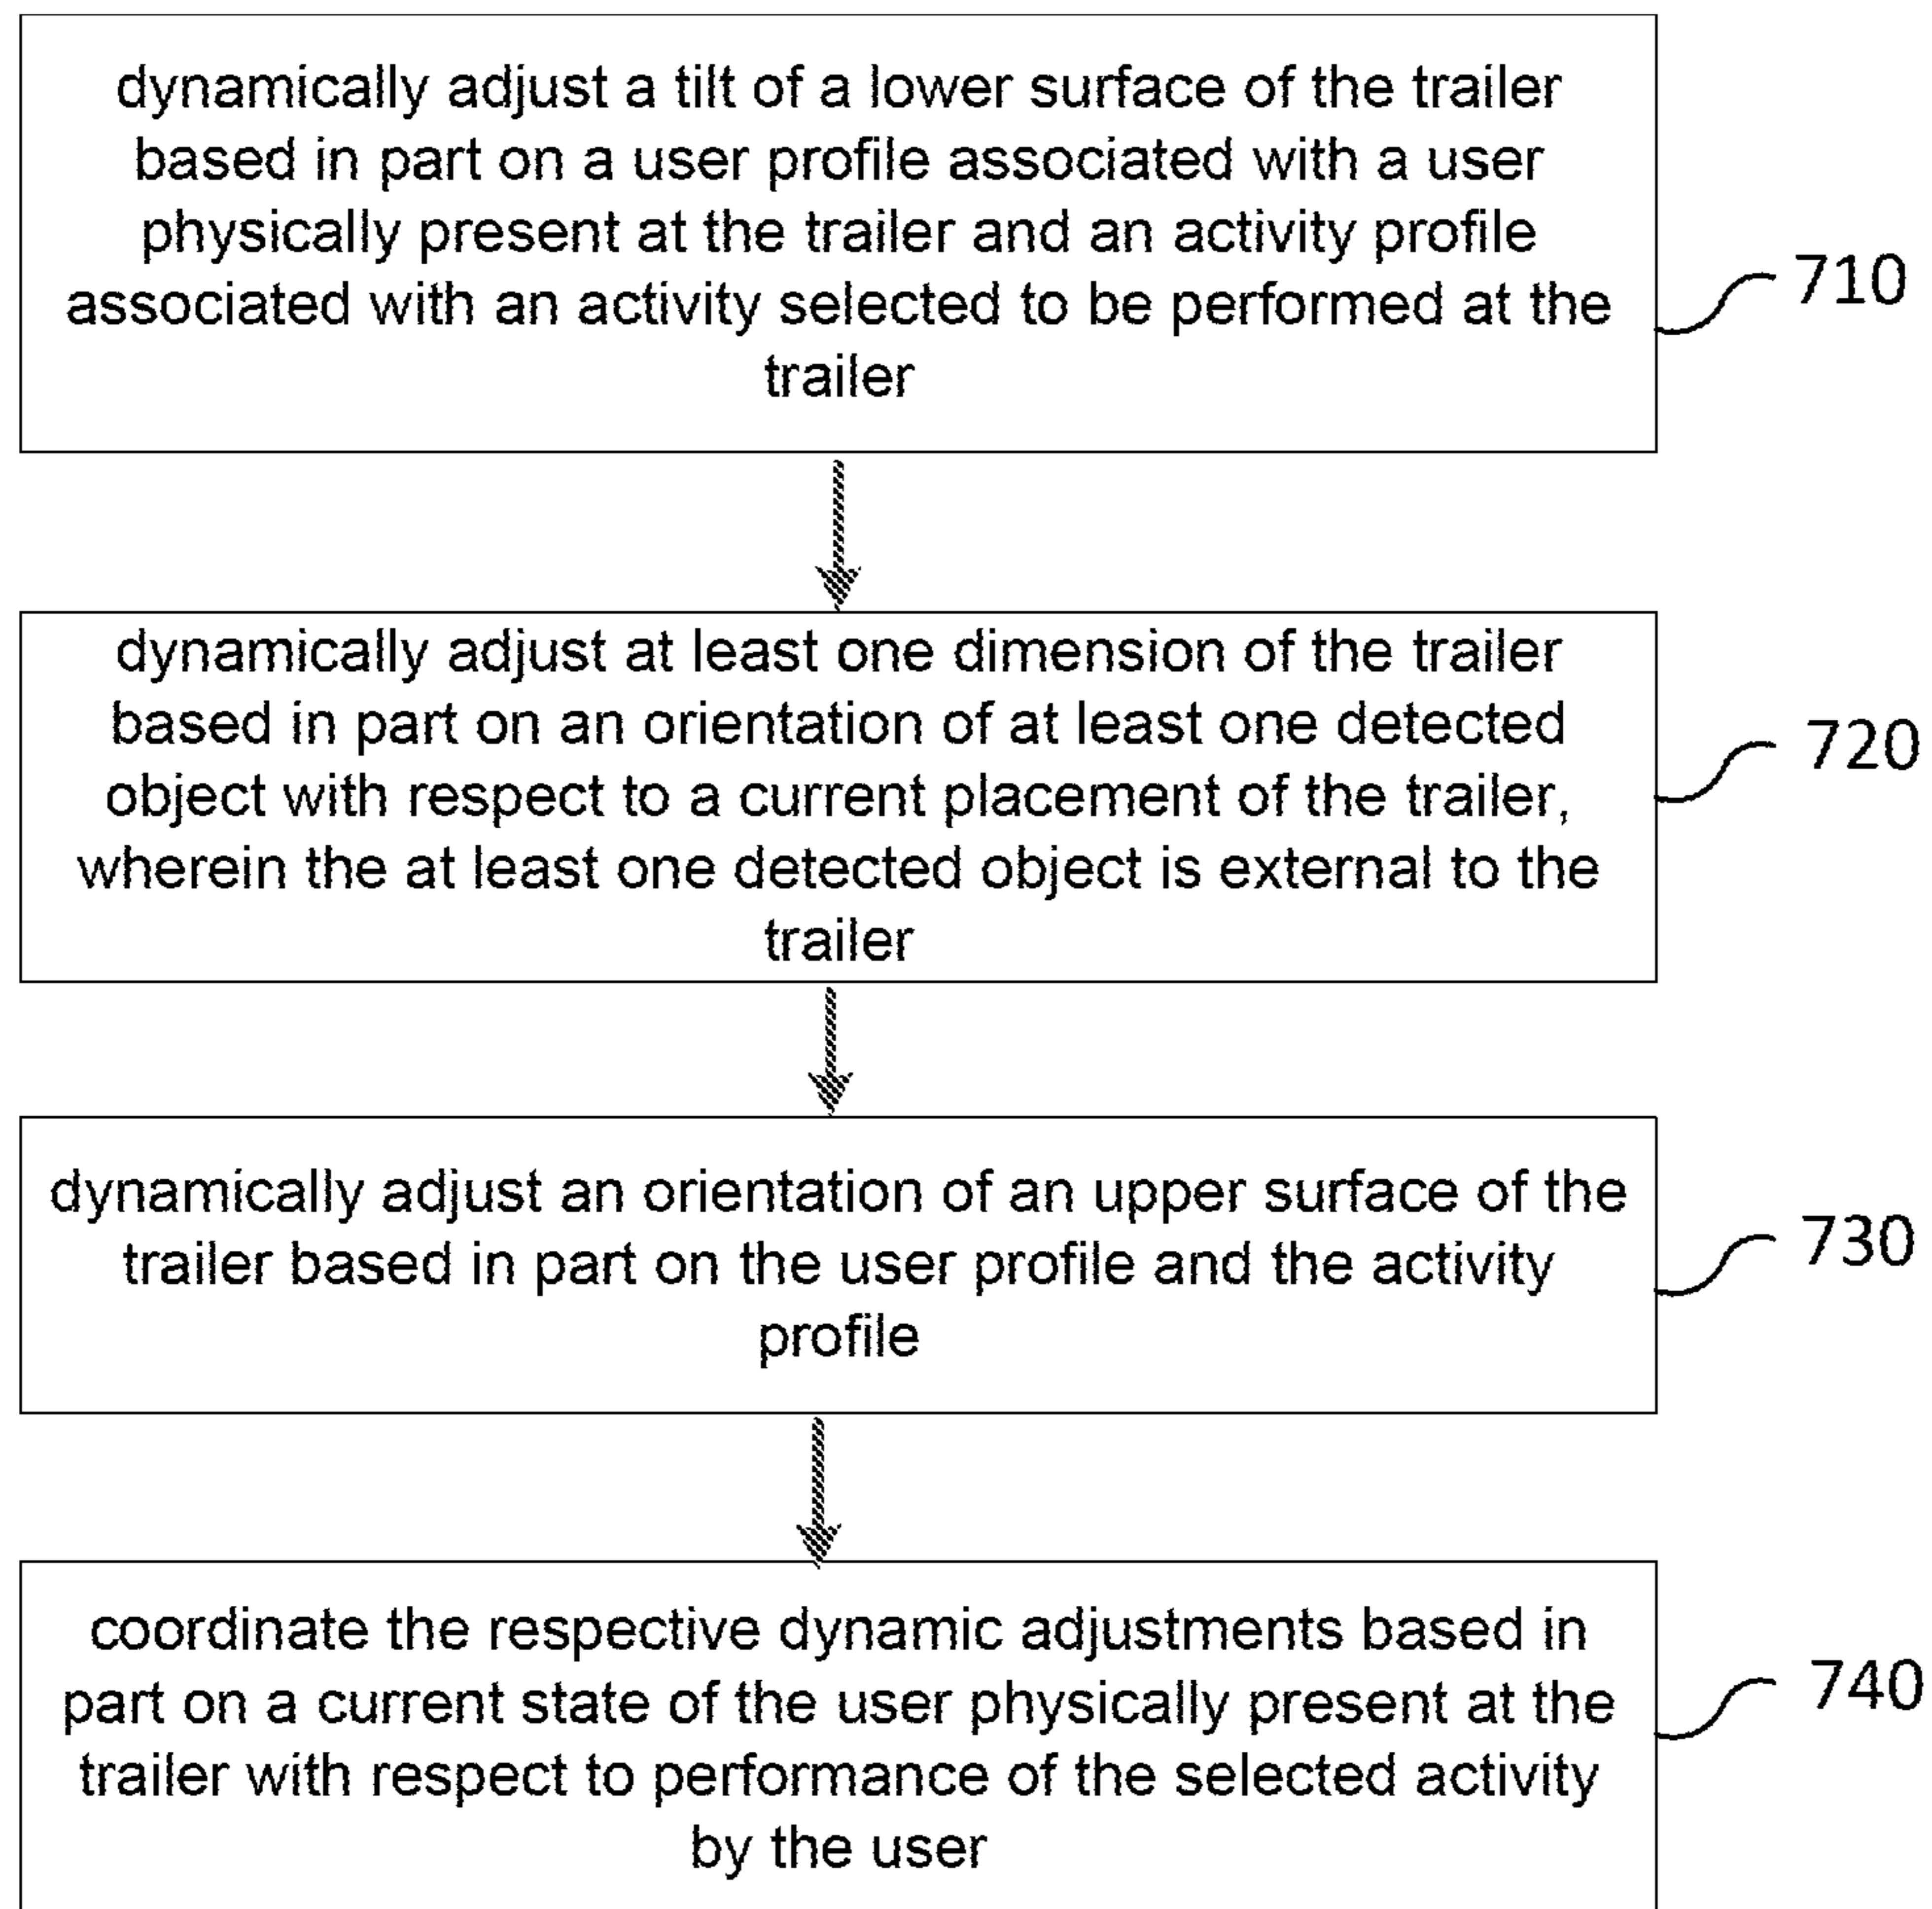 dynamically adjust a tilt of a lower surface of the trailer
based in part on a user profile associated with a user
physically present at the trailer and an activity profile
associated with an activity selected to be performed at the
trailer
710
dynamically adjust at least one dimension of the trailer
based in part on an orientation of at least one detected
object with respect to a current placement of the trailer,
wherein the at least one detected object is external to the
trailer
720
dynamically adjust an orientation of an upper surface of the
trailer based in part on the user profile and the activity
profile
730
coordinate the respective dynamic adjustments based in
part on a current state of the user physically present at the
trailer with respect to performance of the selected activity
by the user
740